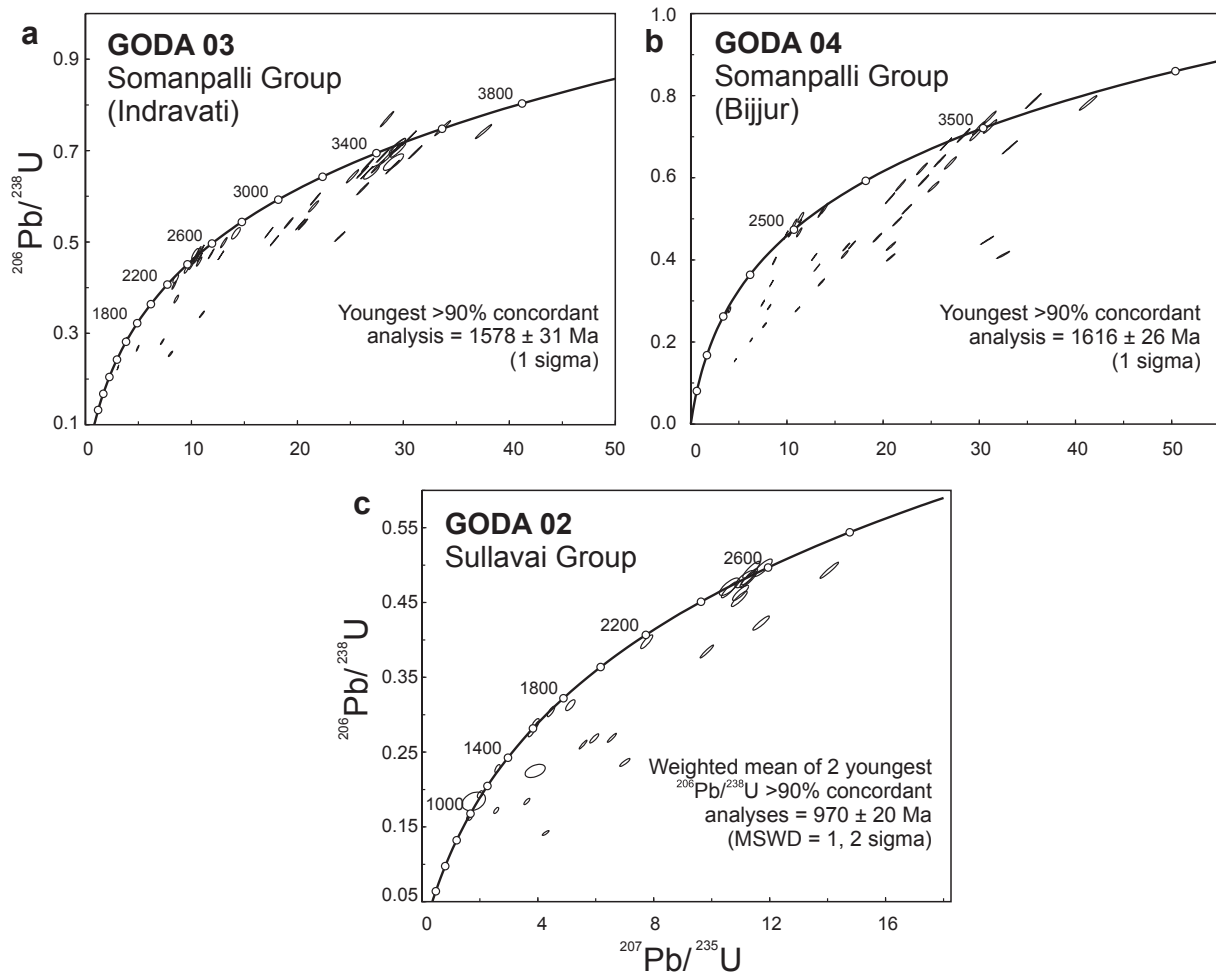 a
GODA 03
Somanpalli Group
(Indravati)
0.9
0.7
0.5
0.3
0.1
²⁰⁶Pb/²³⁸U
3800
3400
3000
2600
2200
1800
Youngest >90% concordant
analysis = 1578 ± 31 Ma
(1 sigma)
0 10 20 30 40 50
b
GODA 04
Somanpalli Group
(Bijjur)
1.0
0.8
0.6
0.4
0.2
0.0
3500
2500
Youngest >90% concordant
analysis = 1616 ± 26 Ma
(1 sigma)
0 10 20 30 40 50
c
GODA 02
Sullavai Group
0.55
0.45
0.35
0.25
0.15
0.05
²⁰⁶Pb/²³⁸U
2600
2200
1800
1400
1000
Weighted mean of 2 youngest
²⁰⁶Pb/²³⁸U >90% concordant
analyses = 970 ± 20 Ma
(MSWD = 1, 2 sigma)
0 4 8 12 16
²⁰⁷Pb/²³⁵U